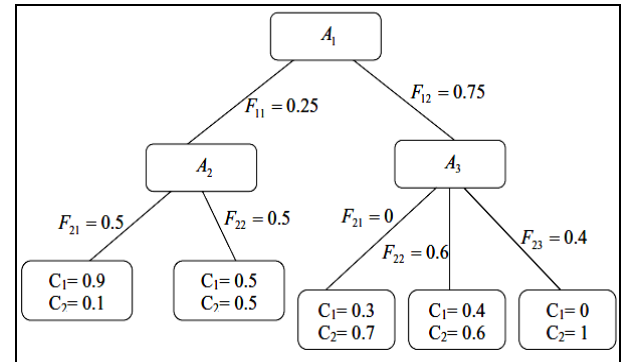 A₁
F₁₁ = 0.25
F₁₂ = 0.75
A₂
A₃
F₂₁ = 0.5
F₂₂ = 0.5
F₂₁ = 0
F₂₂ = 0.6
F₂₃ = 0.4
C₁= 0.9
C₂= 0.1
C₁= 0.5
C₂= 0.5
C₁= 0.3
C₂= 0.7
C₁= 0.4
C₂= 0.6
C₁= 0
C₂= 1